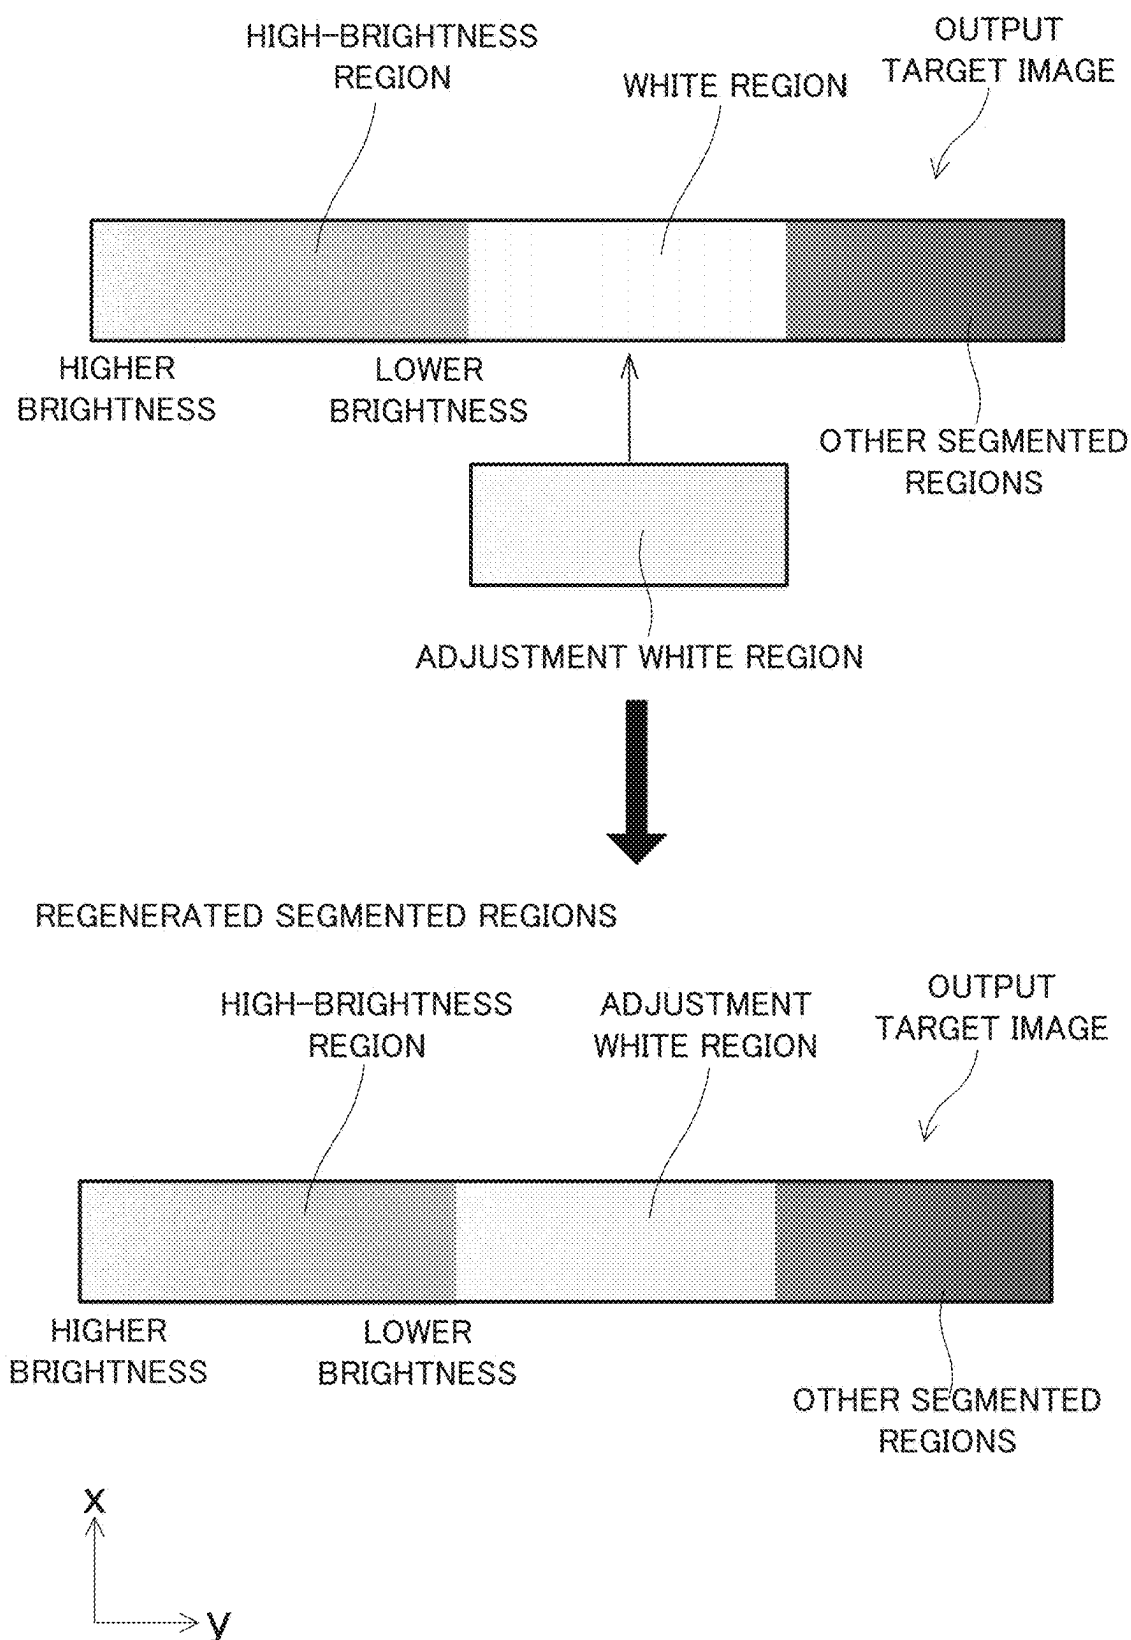 HIGH-BRIGHTNESS
REGION
WHITE REGION
OUTPUT
TARGET IMAGE
HIGHER
BRIGHTNESS
LOWER
BRIGHTNESS
OTHER SEGMENTED
REGIONS
ADJUSTMENT WHITE REGION
REGENERATED SEGMENTED REGIONS
HIGH-BRIGHTNESS
REGION
ADJUSTMENT
WHITE REGION
OUTPUT
TARGET IMAGE
HIGHER
BRIGHTNESS
LOWER
BRIGHTNESS
OTHER SEGMENTED
REGIONS
x
y